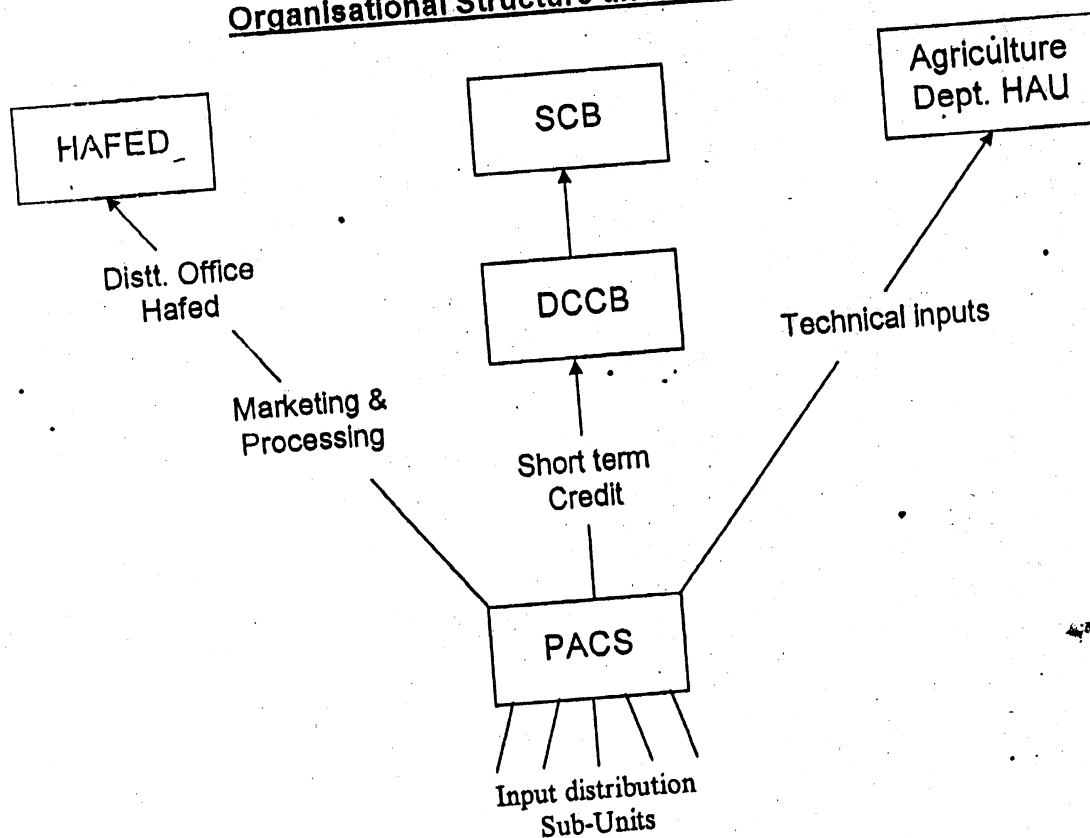 Organisational Structure
HAFED
SCB
Agriculture
Dept. HAU
Distt. Office
Hafed
DCCB
Technical inputs
Marketing &
Processing
Short term
Credit
PACS
Input distribution
Sub-Units